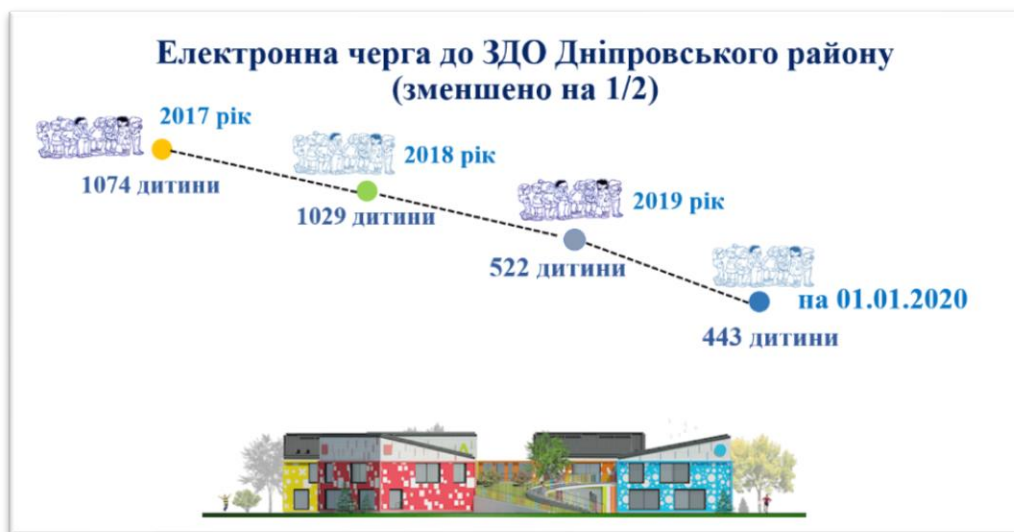 Електронна черга до ЗДО Дніпровського району
(зменшено на 1/2)
2017 рік
1074 дитини
2018 рік
1029 дитини
2019 рік
522 дитини
на 01.01.2020
443 дитини